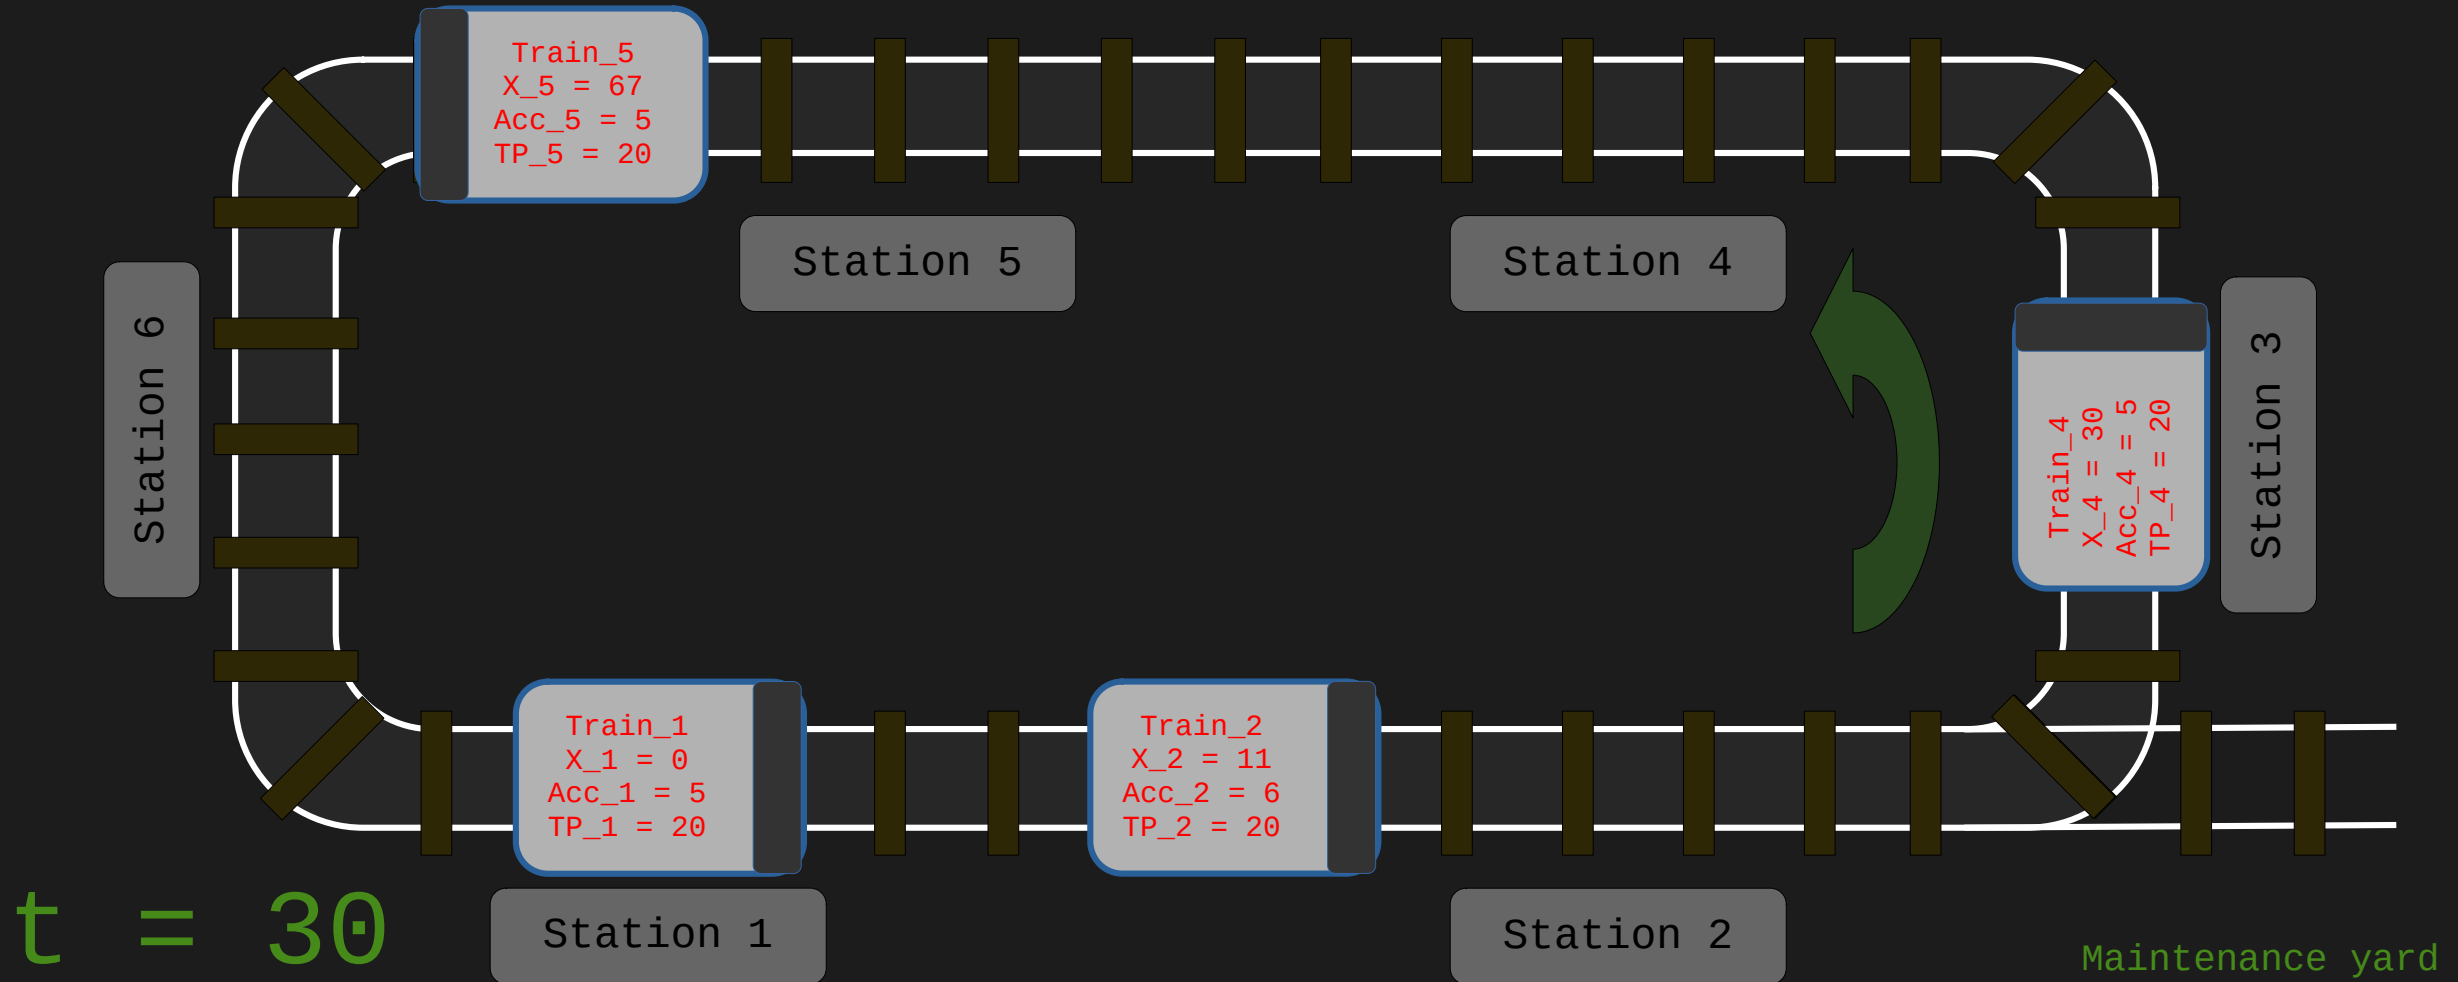 Train_5
X_5 = 67
Acc_5 = 5
TP_5 = 20
Station 5
Station 4
Station 6
Train_4
X_4 = 30
Acc_4 = 5
TP_4 = 20
Station 3
Train_1
X_1 = 0
Acc_1 = 5
TP_1 = 20
Train_2
X_2 = 11
Acc_2 = 6
TP_2 = 20
t = 30
Station 1
Station 2
Maintenance yard